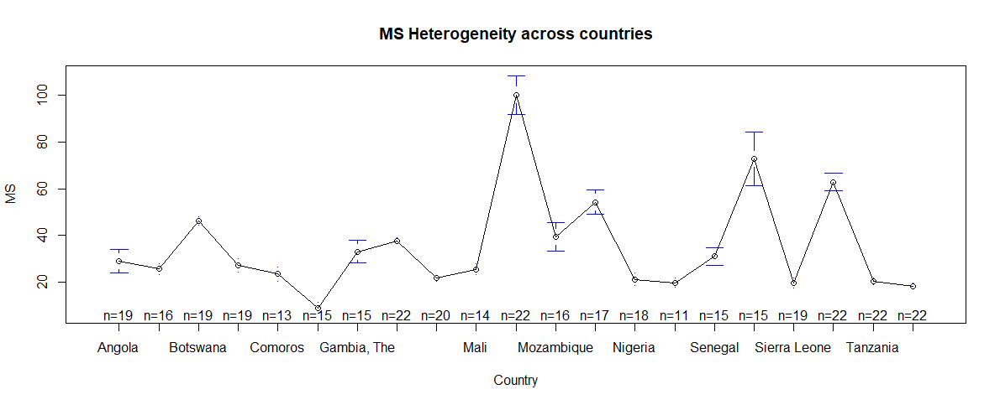 MS Heterogeneity across countries
MS
100
80
60
40
20
n=19 n=16 n=19 n=19 n=13 n=15 n=15 n=22 n=20 n=14 n=22 n=16 n=17 n=18 n=11 n=15 n=15 n=19 n=22 n=22 n=22
Angola Botswana Comoros Gambia, The Mali Mozambique Nigeria Senegal Sierra Leone Tanzania
Country